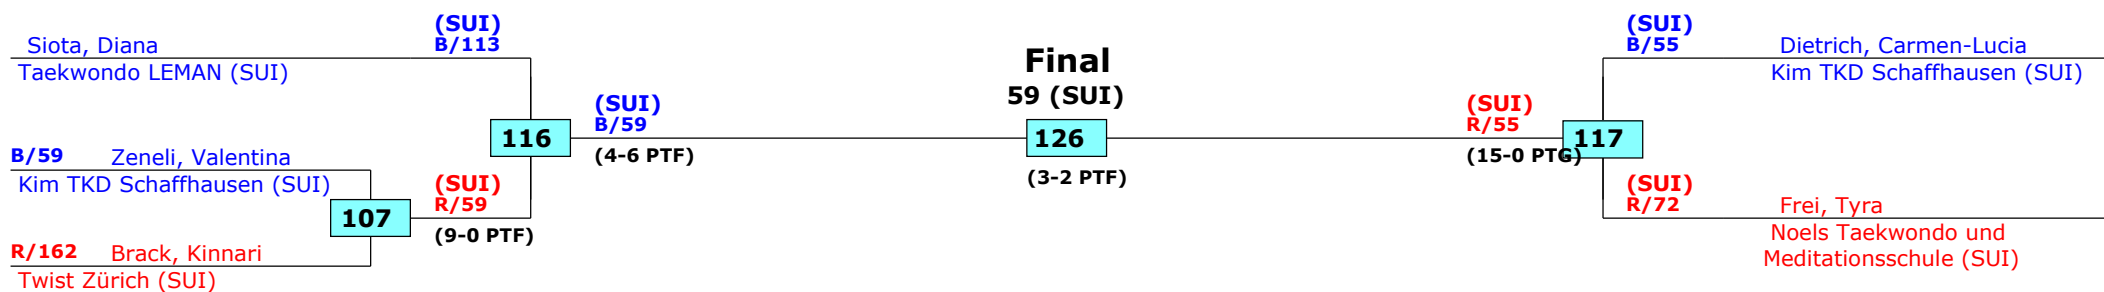 (SUI)
B/113
Siota, Diana
Taekwondo LEMAN (SUI)
116
B/59 Zeneli, Valentina
Kim TKD Schaffhausen (SUI)
107
(SUI)
R/59
(9-0 PTF)
R/162 Brack, Kinnari
Twist Zürich (SUI)
(SUI)
B/59
(4-6 PTF)
Final
59 (SUI)
126
(3-2 PTF)
(SUI)
R/55
(15-0 PTG)
117
(SUI)
B/55 Dietrich, Carmen-Lucia
Kim TKD Schaffhausen (SUI)
(SUI)
R/72 Frei, Tyra
Noels Taekwondo und
Meditationsschule (SUI)